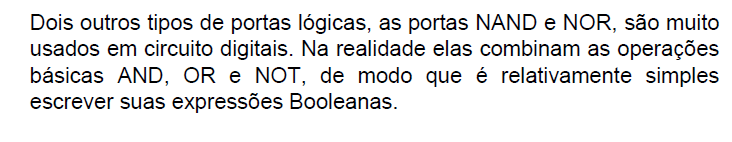 Dois outros tipos de portas lógicas, as portas NAND e NOR, são muito
usados em circuito digitais. Na realidade elas combinam as operações
básicas AND, OR e NOT, de modo que é relativamente simples
escrever suas expressões Booleanas.